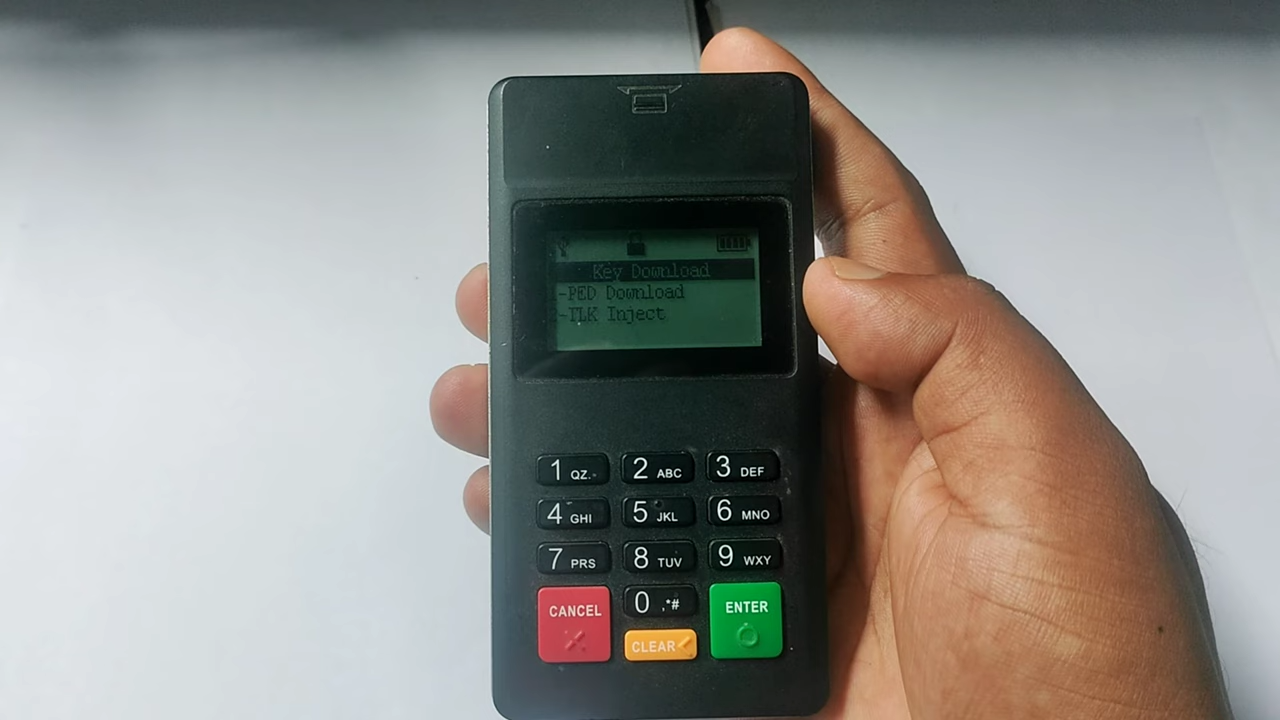 Key Download
-PED Download
-TLK Inject
1 QZ.-
2 ABC
3 DEF
4 GHI
5 JKL
6 MNO
7 PRS
8 TUV
9 WXY
CANCEL
0 ,*#
ENTER
CLEAR